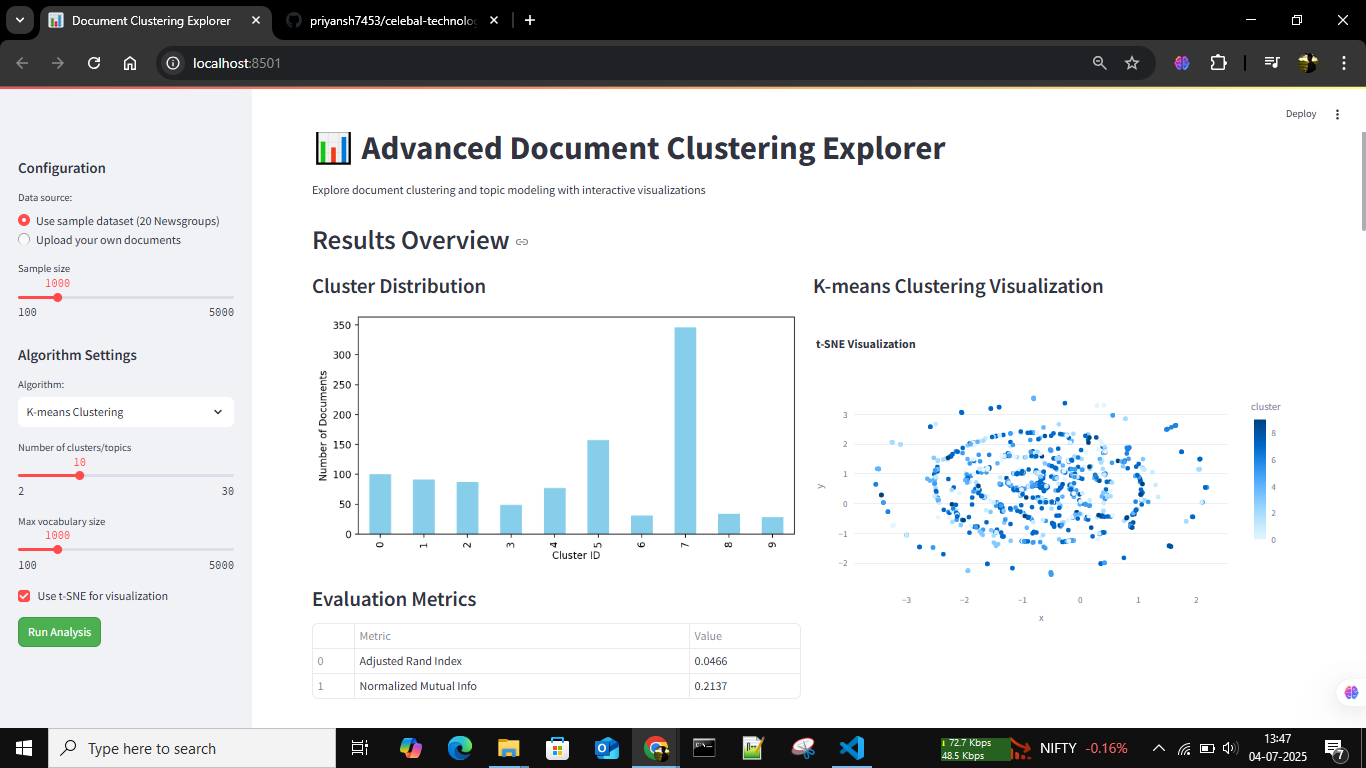 Document Clustering Explorer
priyansh7453/celebal-technolo
localhost:8501
Deploy
Configuration
Data source:
Use sample dataset (20 Newsgroups)
Upload your own documents
Sample size
1000
100 5000
Algorithm Settings
Algorithm:
K-means Clustering
Number of clusters/topics
10
2 30
Max vocabulary size
1000
100 5000
Use t-SNE for visualization
Run Analysis
Advanced Document Clustering Explorer
Explore document clustering and topic modeling with interactive visualizations
Results Overview
Cluster Distribution
350
300
250
200
150
100
50
0
Number of Documents
0 1 2 3 4 5 6 7 8 9
Cluster ID
Evaluation Metrics
Metric Value
0 Adjusted Rand Index 0.0466
1 Normalized Mutual Info 0.2137
K-means Clustering Visualization
t-SNE Visualization
3
2
1
0
−1
−2
y
−3 −2 −1 0 1 2
x
cluster
8
6
4
2
0
Type here to search
72.7 Kbps
48.5 Kbps
NIFTY -0.16%
13:47
04-07-2025
7